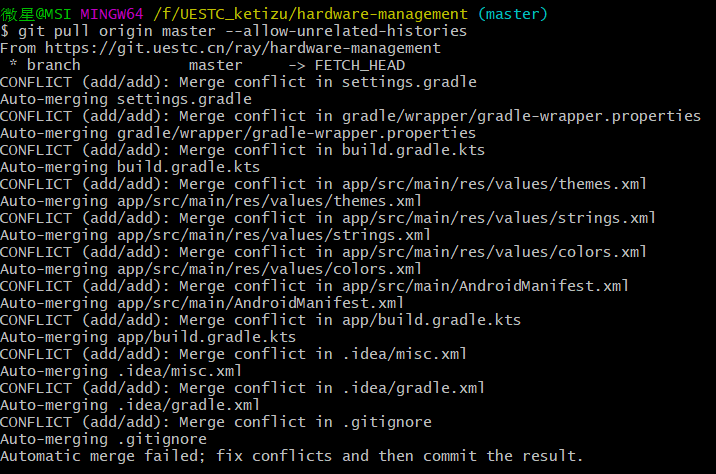 微星@MSI MINGW64 /f/UESTC_ketizu/hardware-management (master)
$ git pull origin master --allow-unrelated-histories
From https://git.uestc.cn/ray/hardware-management
 * branch            master     -> FETCH_HEAD
CONFLICT (add/add): Merge conflict in settings.gradle
Auto-merging settings.gradle
CONFLICT (add/add): Merge conflict in gradle/wrapper/gradle-wrapper.properties
Auto-merging gradle/wrapper/gradle-wrapper.properties
CONFLICT (add/add): Merge conflict in build.gradle.kts
Auto-merging build.gradle.kts
CONFLICT (add/add): Merge conflict in app/src/main/res/values/themes.xml
Auto-merging app/src/main/res/values/themes.xml
CONFLICT (add/add): Merge conflict in app/src/main/res/values/strings.xml
Auto-merging app/src/main/res/values/strings.xml
CONFLICT (add/add): Merge conflict in app/src/main/res/values/colors.xml
Auto-merging app/src/main/res/values/colors.xml
CONFLICT (add/add): Merge conflict in app/src/main/AndroidManifest.xml
Auto-merging app/src/main/AndroidManifest.xml
CONFLICT (add/add): Merge conflict in app/build.gradle.kts
Auto-merging app/build.gradle.kts
CONFLICT (add/add): Merge conflict in .idea/misc.xml
Auto-merging .idea/misc.xml
CONFLICT (add/add): Merge conflict in .idea/gradle.xml
Auto-merging .idea/gradle.xml
CONFLICT (add/add): Merge conflict in .gitignore
Auto-merging .gitignore
Automatic merge failed; fix conflicts and then commit the result.